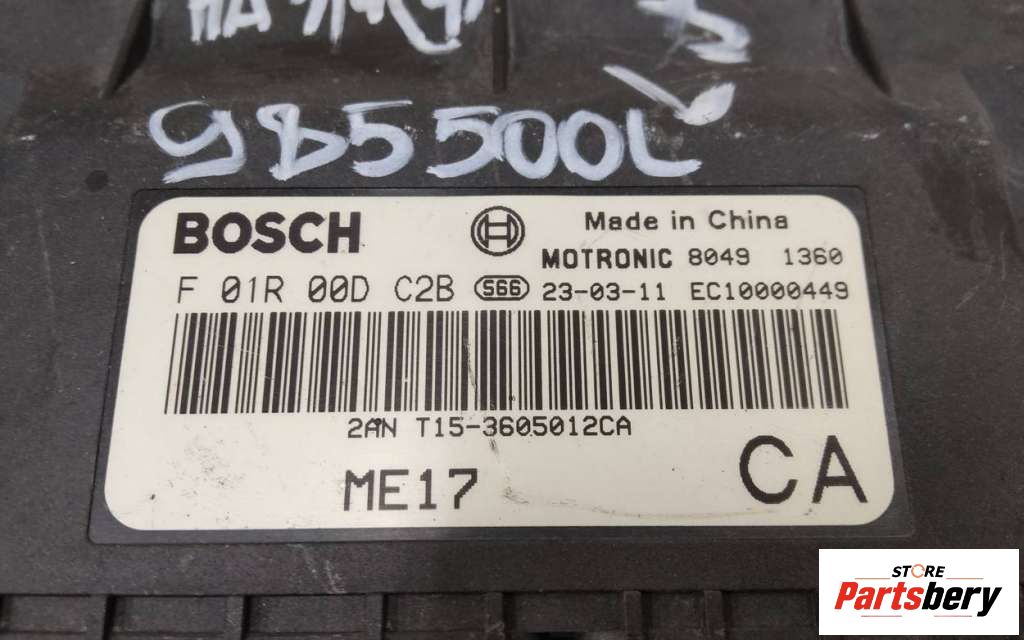 985500L
BOSCH
Made in China
MOTRONIC 8049 1360
F 01R 00D C2B S66 23-03-11 EC10000449
2AN T15-3605012CA
ME17
CA
STORE
Partsbery